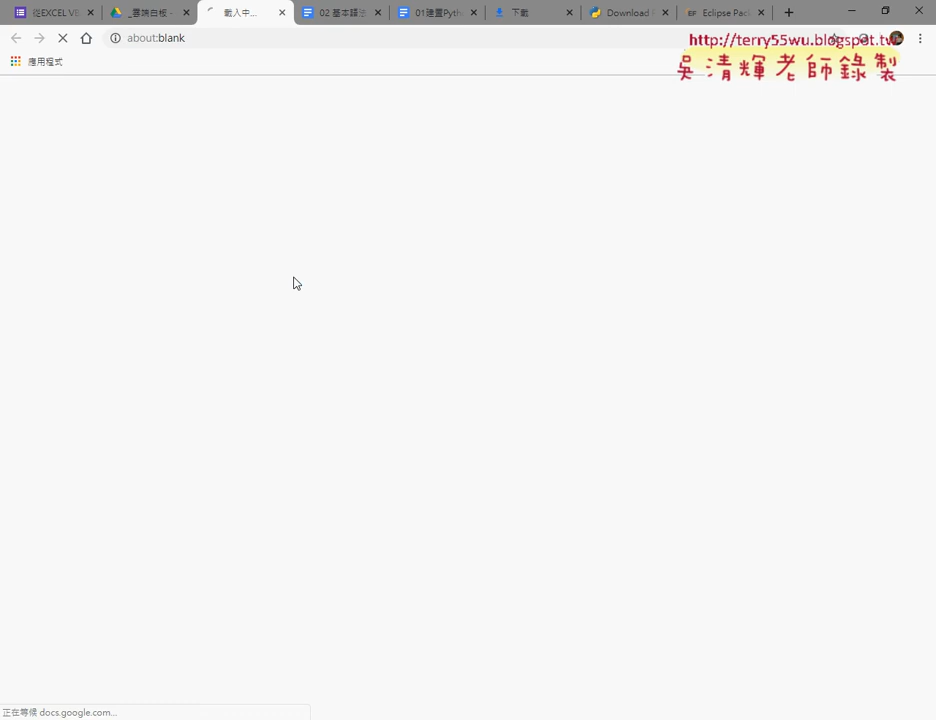 從EXCEL VB
_雲端白板 -
載入中...
02 基本語法
01建置Pyth
下載
Download P
Eclipse Pack
about:blank
http://terry55wu.blogspot.tw
應用程式
吳清輝老師錄製
正在等候 docs.google.com...